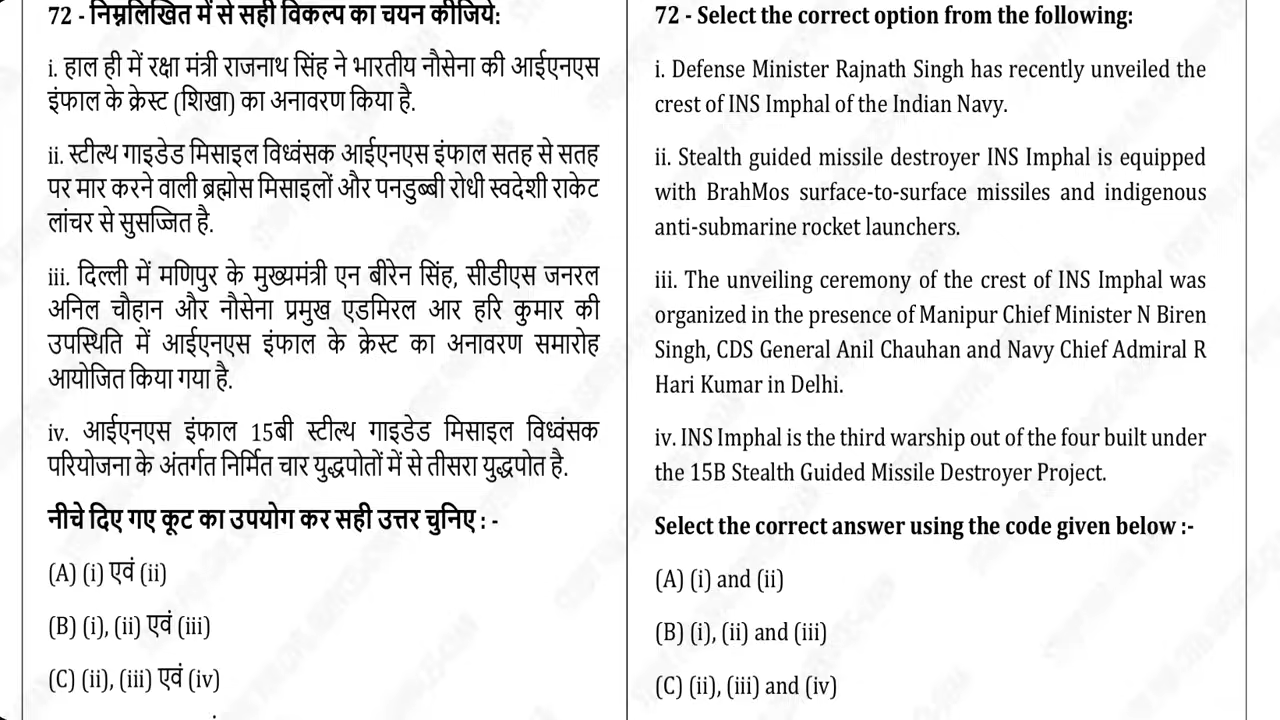 72 - निम्नलिखित में से सही विकल्प का चयन कीजिये:
i. हाल ही में रक्षा मंत्री राजनाथ सिंह ने भारतीय नौसेना की आईएनएस
इंफाल के क्रेस्ट (शिखा) का अनावरण किया है.
ii. स्टील्थ गाइडेड मिसाइल विध्वंसक आईएनएस इंफाल सतह से सतह
पर मार करने वाली ब्रह्मोस मिसाइलों और पनडुब्बी रोधी स्वदेशी राकेट
लांचर से सुसज्जित है.
iii. दिल्ली में मणिपुर के मुख्यमंत्री एन बीरेन सिंह, सीडीएस जनरल
अनिल चौहान और नौसेना प्रमुख एडमिरल आर हरि कुमार की
उपस्थिति में आईएनएस इंफाल के क्रेस्ट का अनावरण समारोह
आयोजित किया गया है.
iv. आईएनएस इंफाल 15बी स्टील्थ गाइडेड मिसाइल विध्वंसक
परियोजना के अंतर्गत निर्मित चार युद्धपोतों में से तीसरा युद्धपोत है.
नीचे दिए गए कूट का उपयोग कर सही उत्तर चुनिए : -
(A) (i) एवं (ii)
(B) (i), (ii) एवं (iii)
(C) (ii), (iii) एवं (iv)
72 - Select the correct option from the following:
i. Defense Minister Rajnath Singh has recently unveiled the
crest of INS Imphal of the Indian Navy.
ii. Stealth guided missile destroyer INS Imphal is equipped
with BrahMos surface-to-surface missiles and indigenous
anti-submarine rocket launchers.
iii. The unveiling ceremony of the crest of INS Imphal was
organized in the presence of Manipur Chief Minister N Biren
Singh, CDS General Anil Chauhan and Navy Chief Admiral R
Hari Kumar in Delhi.
iv. INS Imphal is the third warship out of the four built under
the 15B Stealth Guided Missile Destroyer Project.
Select the correct answer using the code given below :-
(A) (i) and (ii)
(B) (i), (ii) and (iii)
(C) (ii), (iii) and (iv)